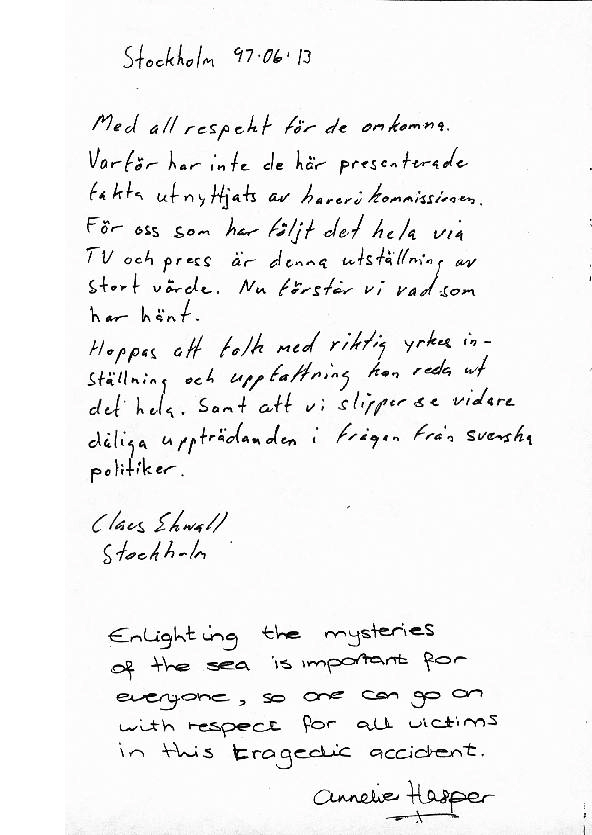 Stockholm 97.06.13
Med all respekt för de omkomna.
Varför har inte de här presenterade
fakta utnyttjats av haverikommissionen.
För oss som har följt det hela via
TV och press är denna utställning av
stort värde. Nu förstår vi vad som
har hänt.
Hoppas att folk med riktig yrkes in-
ställning och uppfattning kan reda ut
det hela. Samt att vi slipper se vidare
dåliga uppträdanden i frågan från svenska
politiker.
Claes Ekwall
Stockholm
Enlighting the mysteries
of the sea is important for
everyone, so one can go on
with respect for all victims
in this tragedic accident.
Annelie Hasper